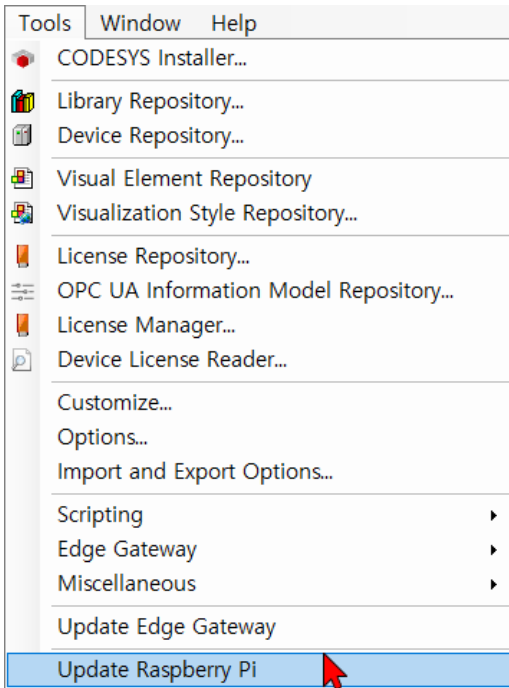 Tools Window Help
CODESYS Installer...
Library Repository...
Device Repository...
Visual Element Repository
Visualization Style Repository...
License Repository...
OPC UA Information Model Repository...
License Manager...
Device License Reader...
Customize...
Options...
Import and Export Options...
Scripting
Edge Gateway
Miscellaneous
Update Edge Gateway
Update Raspberry Pi